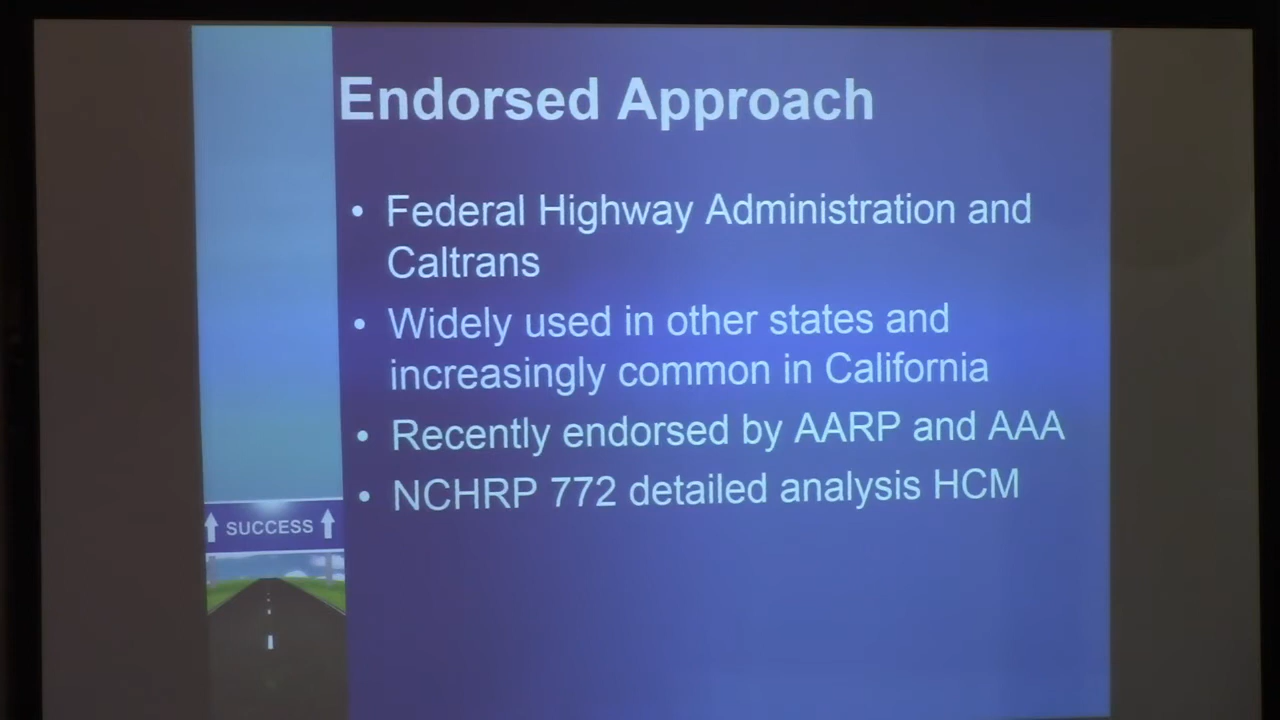 Endorsed Approach
• Federal Highway Administration and
Caltrans
• Widely used in other states and
increasingly common in California
• Recently endorsed by AARP and AAA
• NCHRP 772 detailed analysis HCM
SUCCESS